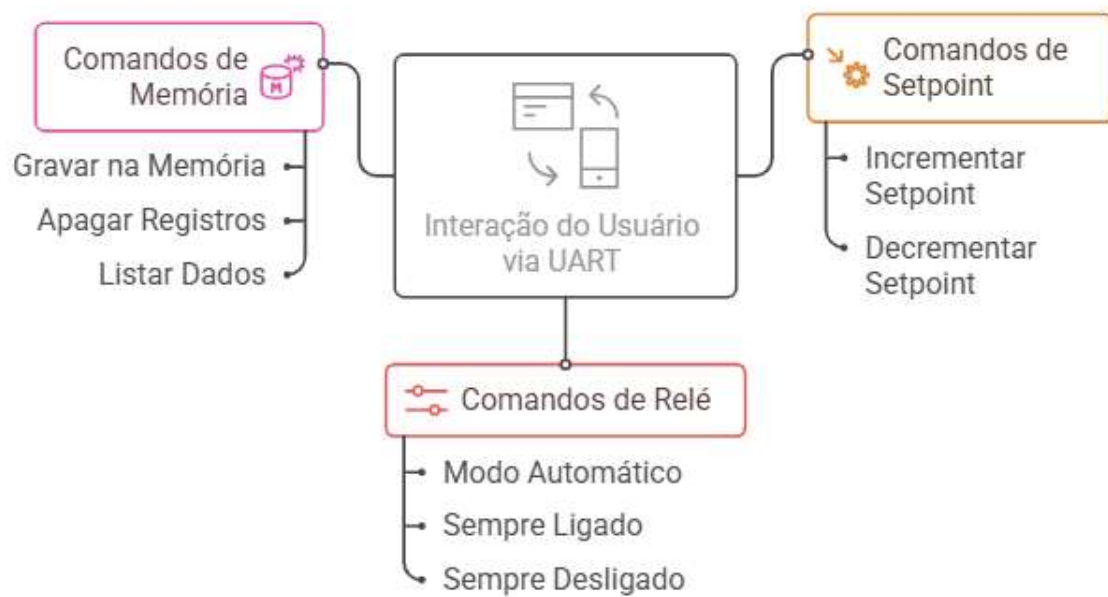 Comandos de
Memória
M
Gravar na Memória
Apagar Registros
Listar Dados
Interação do Usuário
via UART
Comandos de
Setpoint
Incrementar
Setpoint
Decrementar
Setpoint
Comandos de Relé
Modo Automático
Sempre Ligado
Sempre Desligado